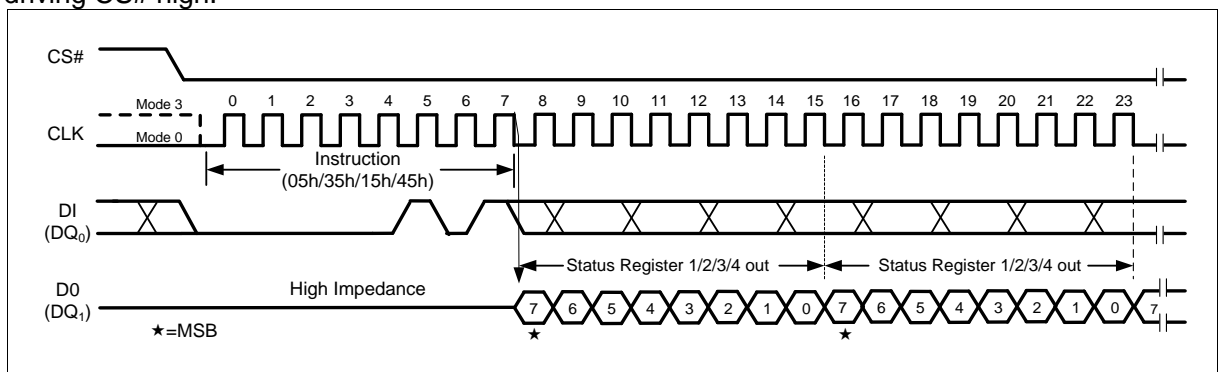 driving CS# high.
CS#
Mode 3
0 1 2 3 4 5 6 7 8 9 10 11 12 13 14 15 16 17 18 19 20 21 22 23
CLK
Mode 0
Instruction
(05h/35h/15h/45h)
DI
(DQ0)
Status Register 1/2/3/4 out Status Register 1/2/3/4 out
D0
(DQ1)
High Impedance
7 6 5 4 3 2 1 0 7 6 5 4 3 2 1 0 7
★=MSB ★ ★